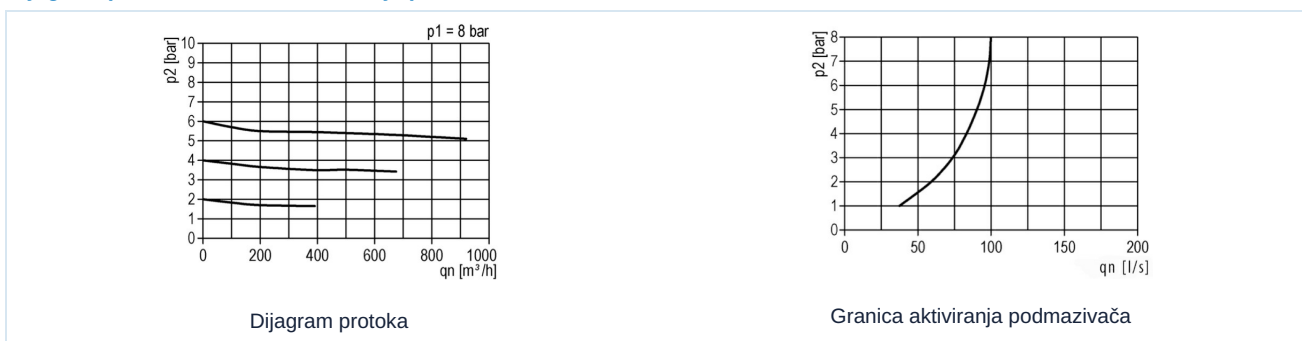 p1 = 8 bar
p2 [bar]
10
9
8
7
6
5
4
3
2
1
0
0 200 400 600 800 1000
qn [m³/h]
Dijagram protoka
p2 [bar]
8
7
6
5
4
3
2
1
0
0 50 100 150 200
qn [l/s]
Granica aktiviranja podmazivača